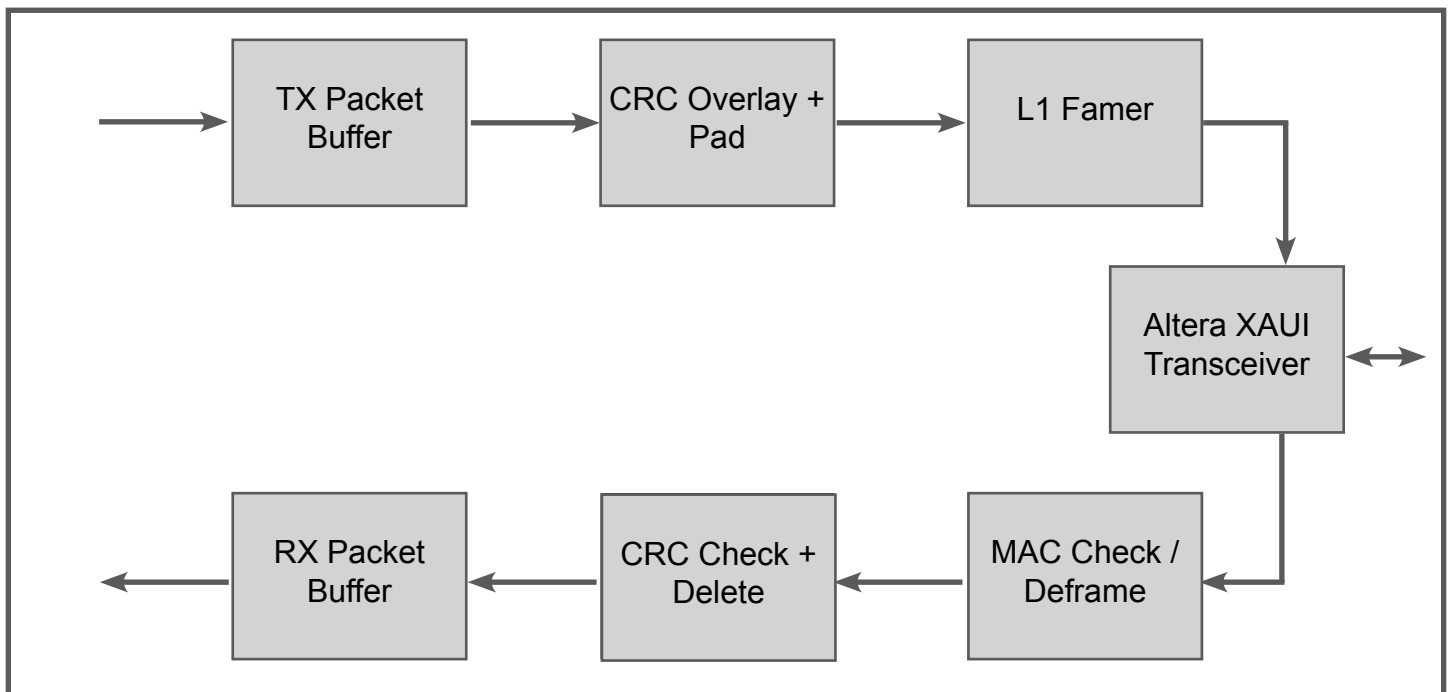 TX Packet
Buffer
CRC Overlay +
Pad
L1 Famer
Altera XAUI
Transceiver
RX Packet
Buffer
CRC Check +
Delete
MAC Check /
Deframe